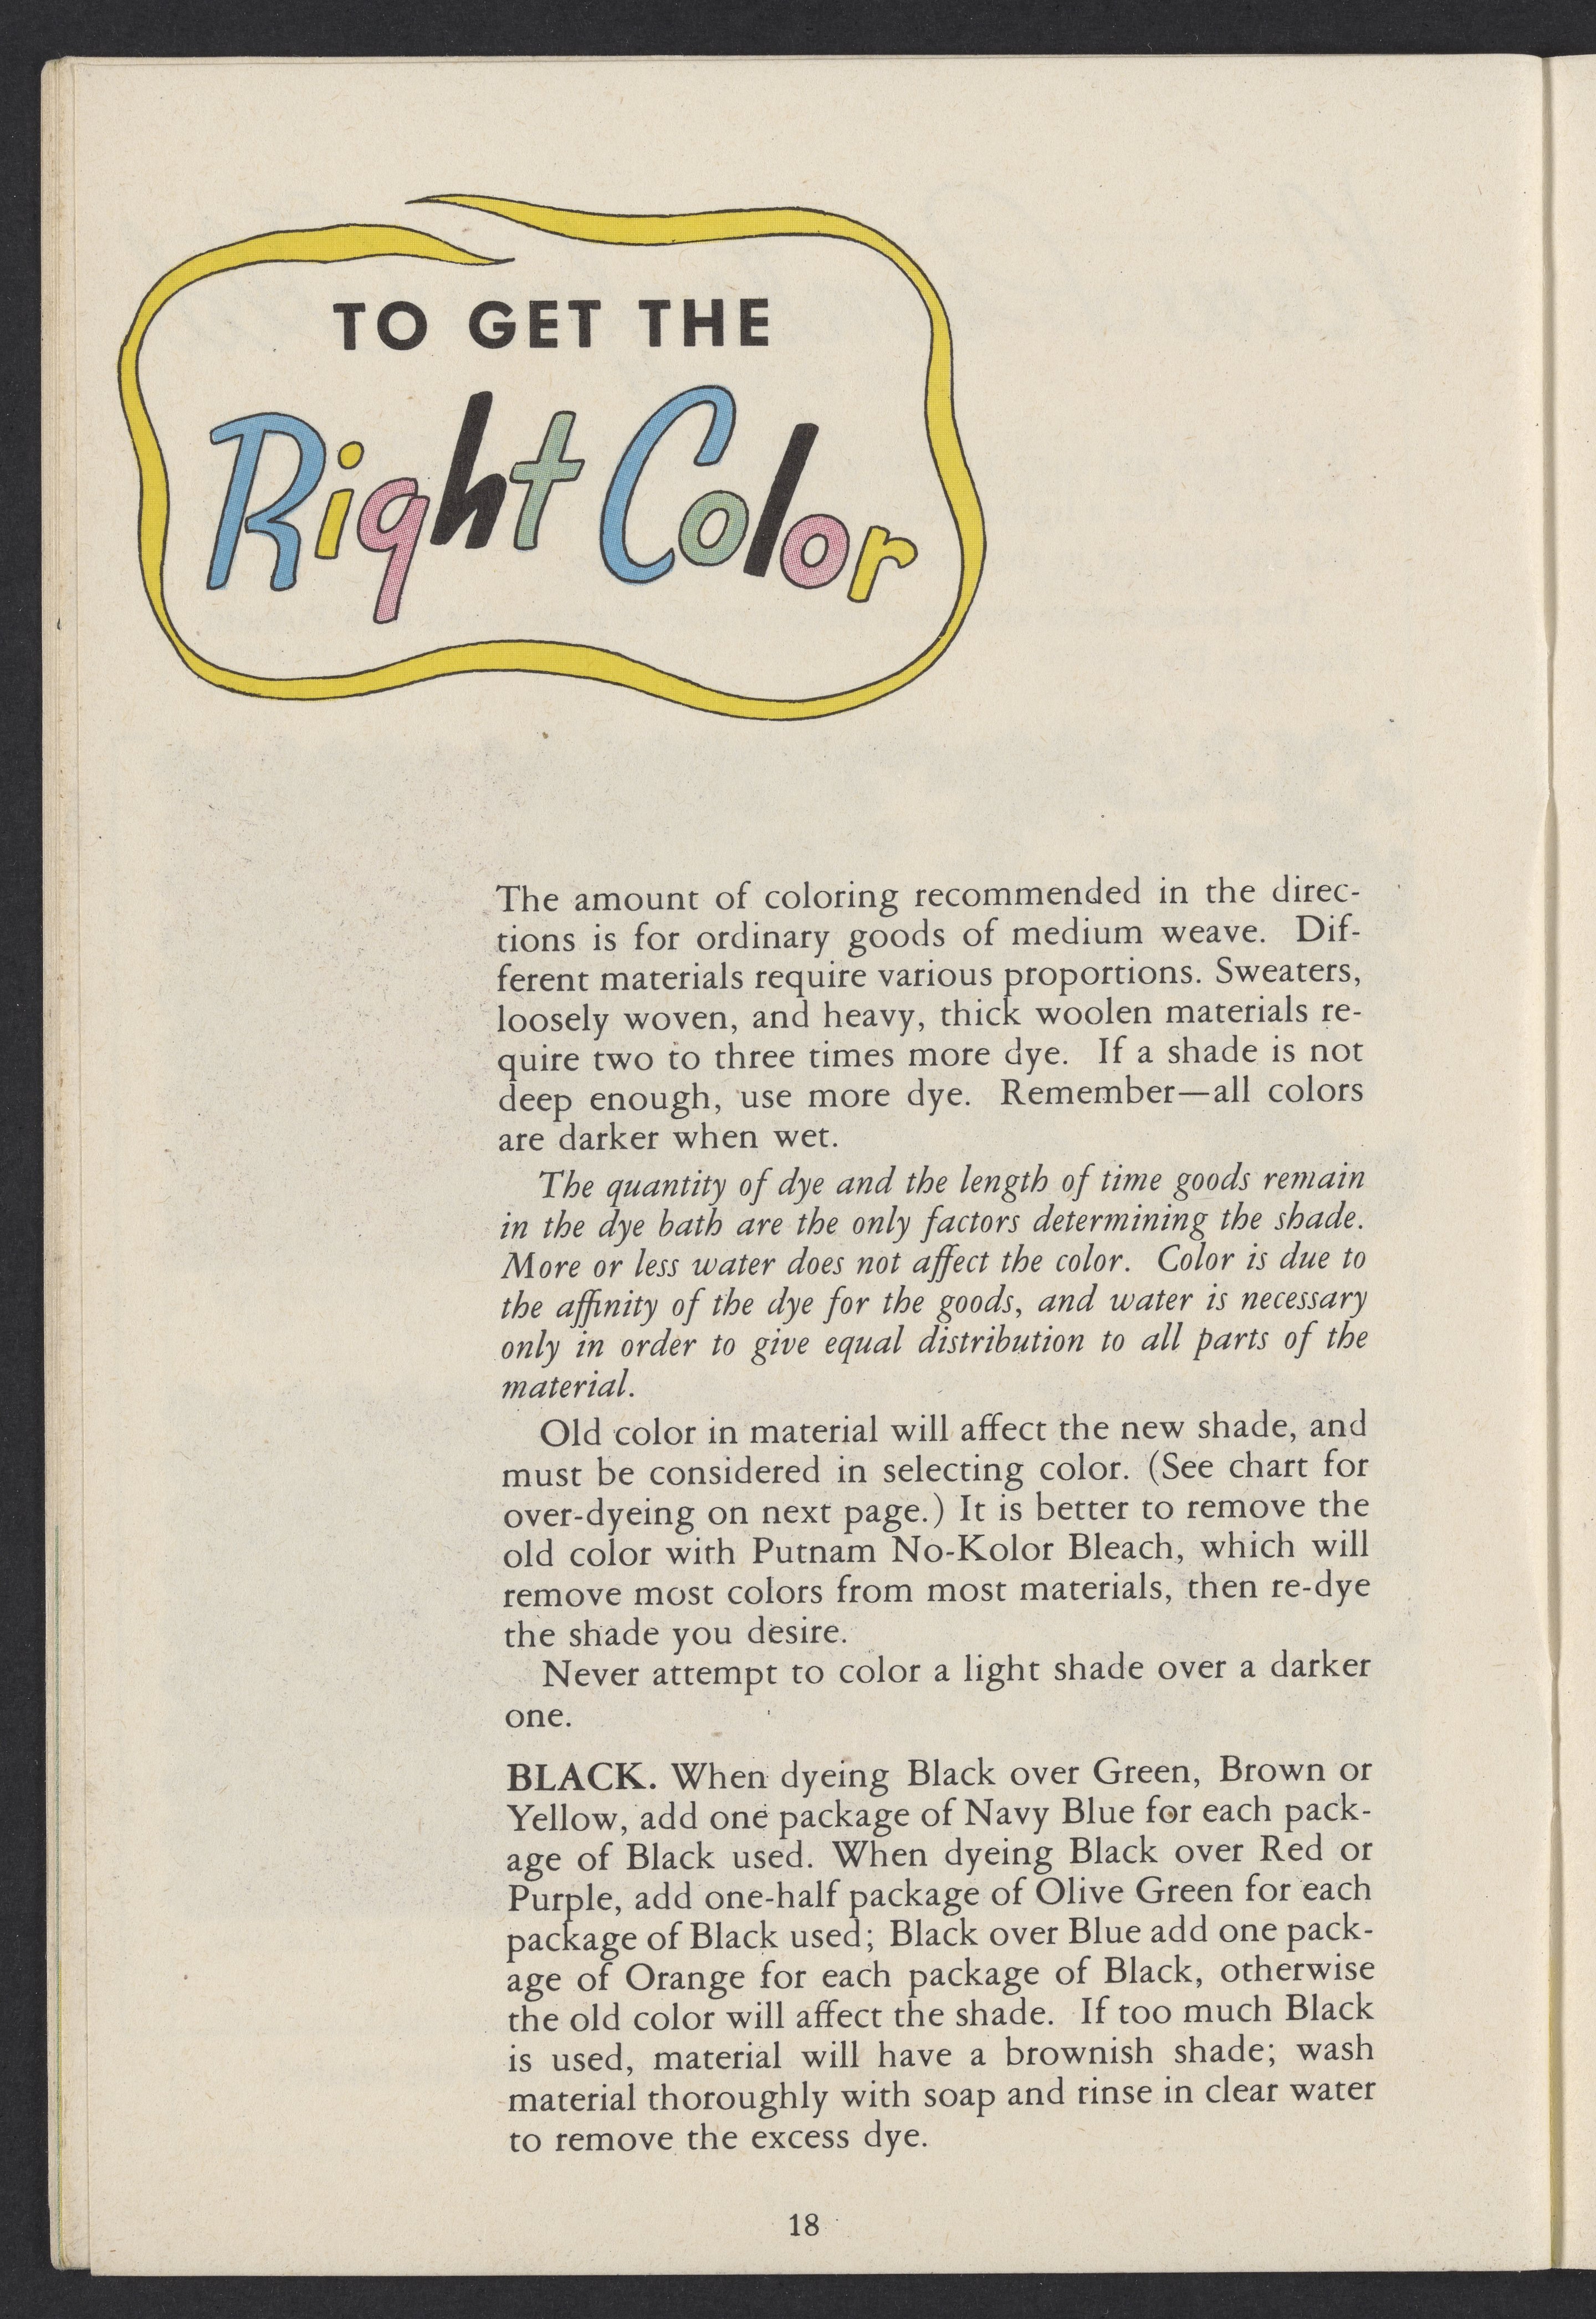 TO GET THE
Right Color
The amount of coloring recommended in the direc-
tions is for ordinary goods of medium weave. Dif-
ferent materials require various proportions. Sweaters,
loosely woven, and heavy, thick woolen materials re-
quire two to three times more dye. If a shade is not
deep enough, use more dye. Remember—all colors
are darker when wet.
The quantity of dye and the length of time goods remain
in the dye bath are the only factors determining the shade.
More or less water does not affect the color. Color is due to
the affinity of the dye for the goods, and water is necessary
only in order to give equal distribution to all parts of the
material.
Old color in material will affect the new shade, and
must be considered in selecting color. (See chart for
over-dyeing on next page.) It is better to remove the
old color with Putnam No-Kolor Bleach, which will
remove most colors from most materials, then re-dye
the shade you desire.
Never attempt to color a light shade over a darker
one.
BLACK. When dyeing Black over Green, Brown or
Yellow, add one package of Navy Blue for each pack-
age of Black used. When dyeing Black over Red or
Purple, add one-half package of Olive Green for each
package of Black used; Black over Blue add one pack-
age of Orange for each package of Black, otherwise
the old color will affect the shade. If too much Black
is used, material will have a brownish shade; wash
material thoroughly with soap and rinse in clear water
to remove the excess dye.
18